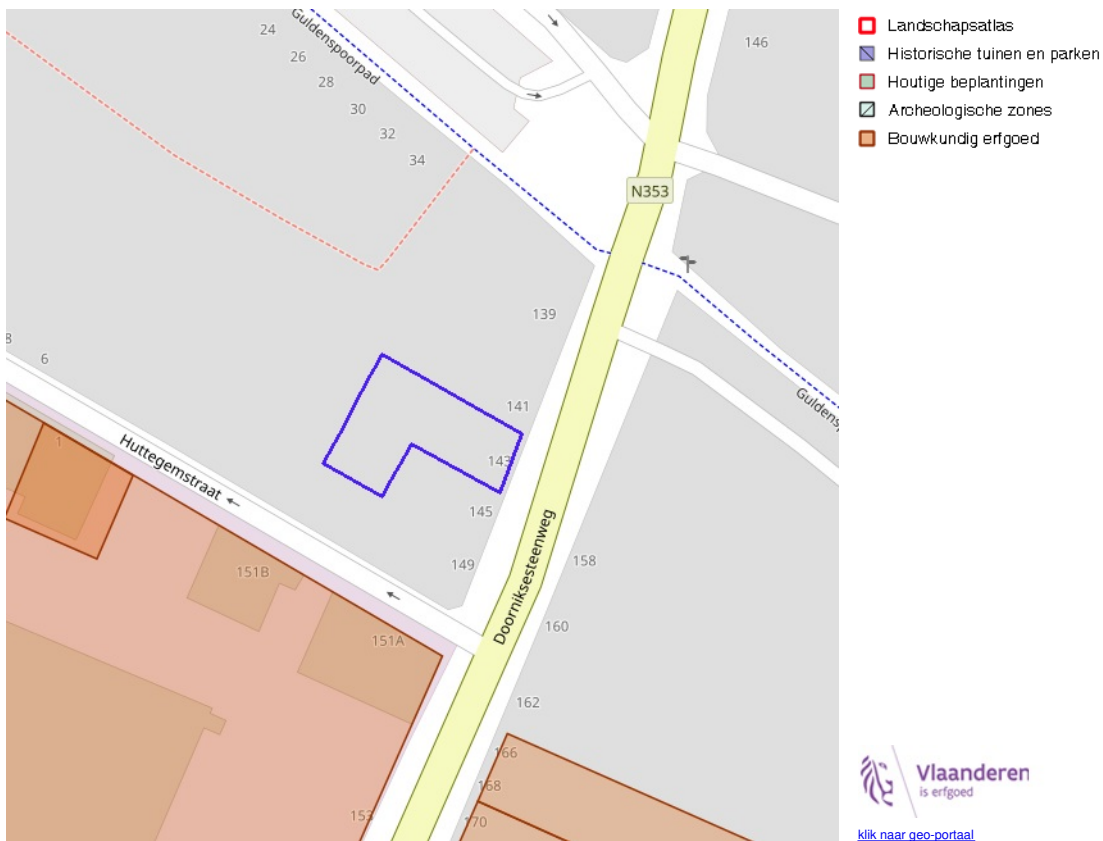 24
Guldenspoorpad
26
28
30
32
34
146
N353
139
8
6
141
143
145
149
1
Huttegemstraat
Doorniksesteenweg
158
160
151B
151A
162
166
168
170
153
Guldensp
Landschapsatlas
Historische tuinen en parken
Houtige beplantingen
Archeologische zones
Bouwkundig erfgoed
Vlaanderen
is erfgoed
klik naar geo-portaal